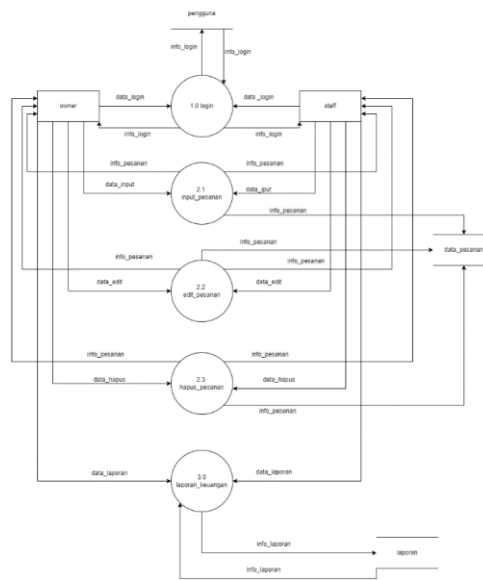 pengguna
info_login
info_login
owner
data_login
1.0 login
data _login
staff
info_login
info_login
info_pesanan
info_pesanan
2.1
input_pesanan
data_input
data_iput
info_pesanan
info_pesanan
data_pesanan
info_pesanan
info_pesanan
2.2
edit_pesanan
data_edit
data_edit
info_pesanan
info_pesanan
2.3
hapus_pesanan
data_hapus
data_hapus
info_pesanan
data_laporan
3.0
laporan_keuangan
data_laporan
info_laporan
laporan
info_laporan